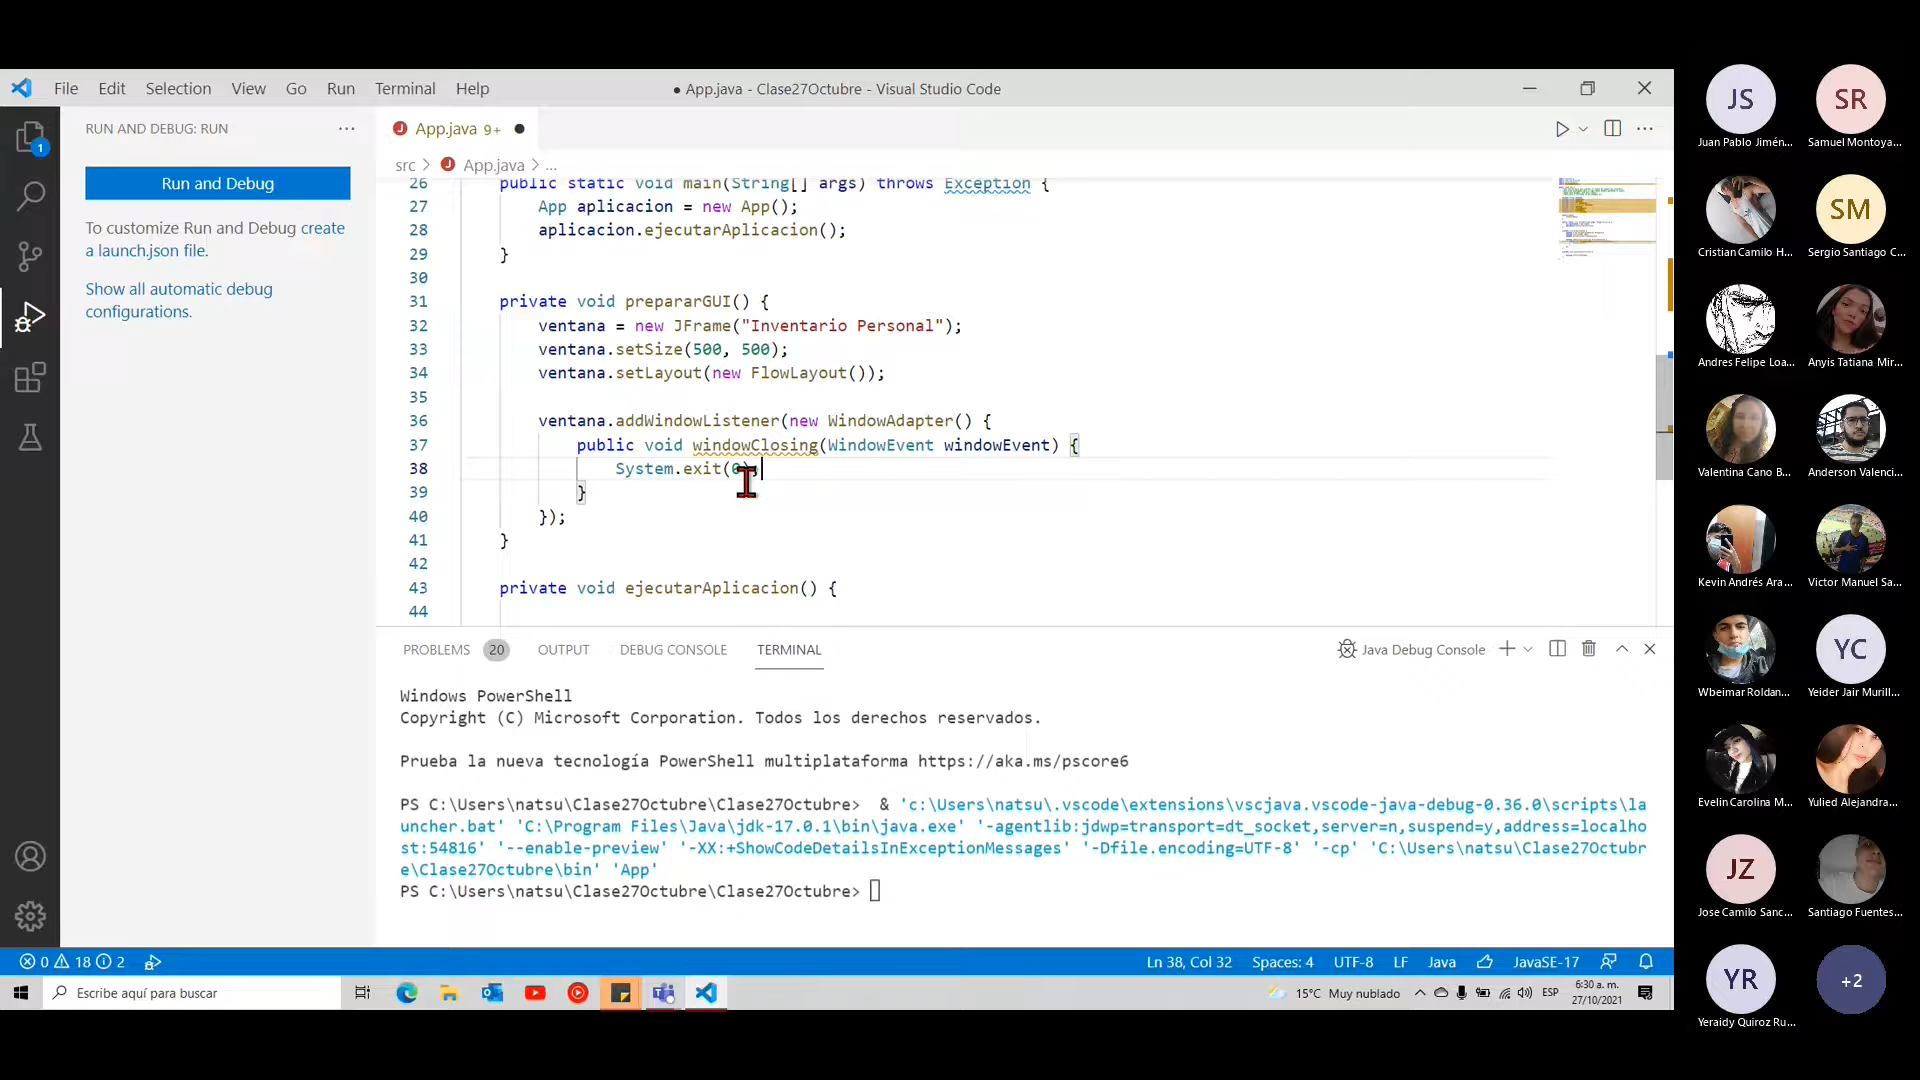 File Edit Selection View Go Run Terminal Help
● App.java - Clase27Octubre - Visual Studio Code
RUN AND DEBUG: RUN
Run and Debug
To customize Run and Debug create
a launch.json file.
Show all automatic debug
configurations.
1
App.java 9+ ●
src > App.java > ...
26 public static void main(String[] args) throws Exception {
27 App aplicacion = new App();
28 aplicacion.ejecutarAplicacion();
29 }
30
31 private void prepararGUI() {
32 ventana = new JFrame("Inventario Personal");
33 ventana.setSize(500, 500);
34 ventana.setLayout(new FlowLayout());
35
36 ventana.addWindowListener(new WindowAdapter() {
37 public void windowClosing(WindowEvent windowEvent) {
38 System.exit(0);
39 }
40 });
41 }
42
43 private void ejecutarAplicacion() {
44
PROBLEMS 20 OUTPUT DEBUG CONSOLE TERMINAL
Java Debug Console
Windows PowerShell
Copyright (C) Microsoft Corporation. Todos los derechos reservados.
Prueba la nueva tecnología PowerShell multiplataforma https://aka.ms/pscore6
PS C:\Users\natsu\Clase27Octubre\Clase27Octubre> & 'c:\Users\natsu\.vscode\extensions\vscjava.vscode-java-debug-0.36.0\scripts\la
uncher.bat' 'C:\Program Files\Java\jdk-17.0.1\bin\java.exe' '-agentlib:jdwp=transport=dt_socket,server=n,suspend=y,address=localho
st:54816' '--enable-preview' '-XX:+ShowCodeDetailsInExceptionMessages' '-Dfile.encoding=UTF-8' '-cp' 'C:\Users\natsu\Clase27Octubr
e\Clase27Octubre\bin' 'App'
PS C:\Users\natsu\Clase27Octubre\Clase27Octubre>
0 18 2
Ln 38, Col 32 Spaces: 4 UTF-8 LF Java JavaSE-17
Escribe aquí para buscar
15°C Muy nublado
ESP
6:30 a. m.
27/10/2021
JS SR
Juan Pablo Jimén... Samuel Montoya...
SM
Cristian Camilo H... Sergio Santiago C...
Andres Felipe Loa... Anyis Tatiana Mir...
Valentina Cano B... Anderson Valenci...
Kevin Andrés Ara... Victor Manuel Sa...
YC
Wbeimar Roldan... Yeider Jair Murill...
Evelin Carolina M... Yulied Alejandra...
JZ
Jose Camilo Sanc... Santiago Fuentes...
YR +2
Yeraidy Quiroz Ru...